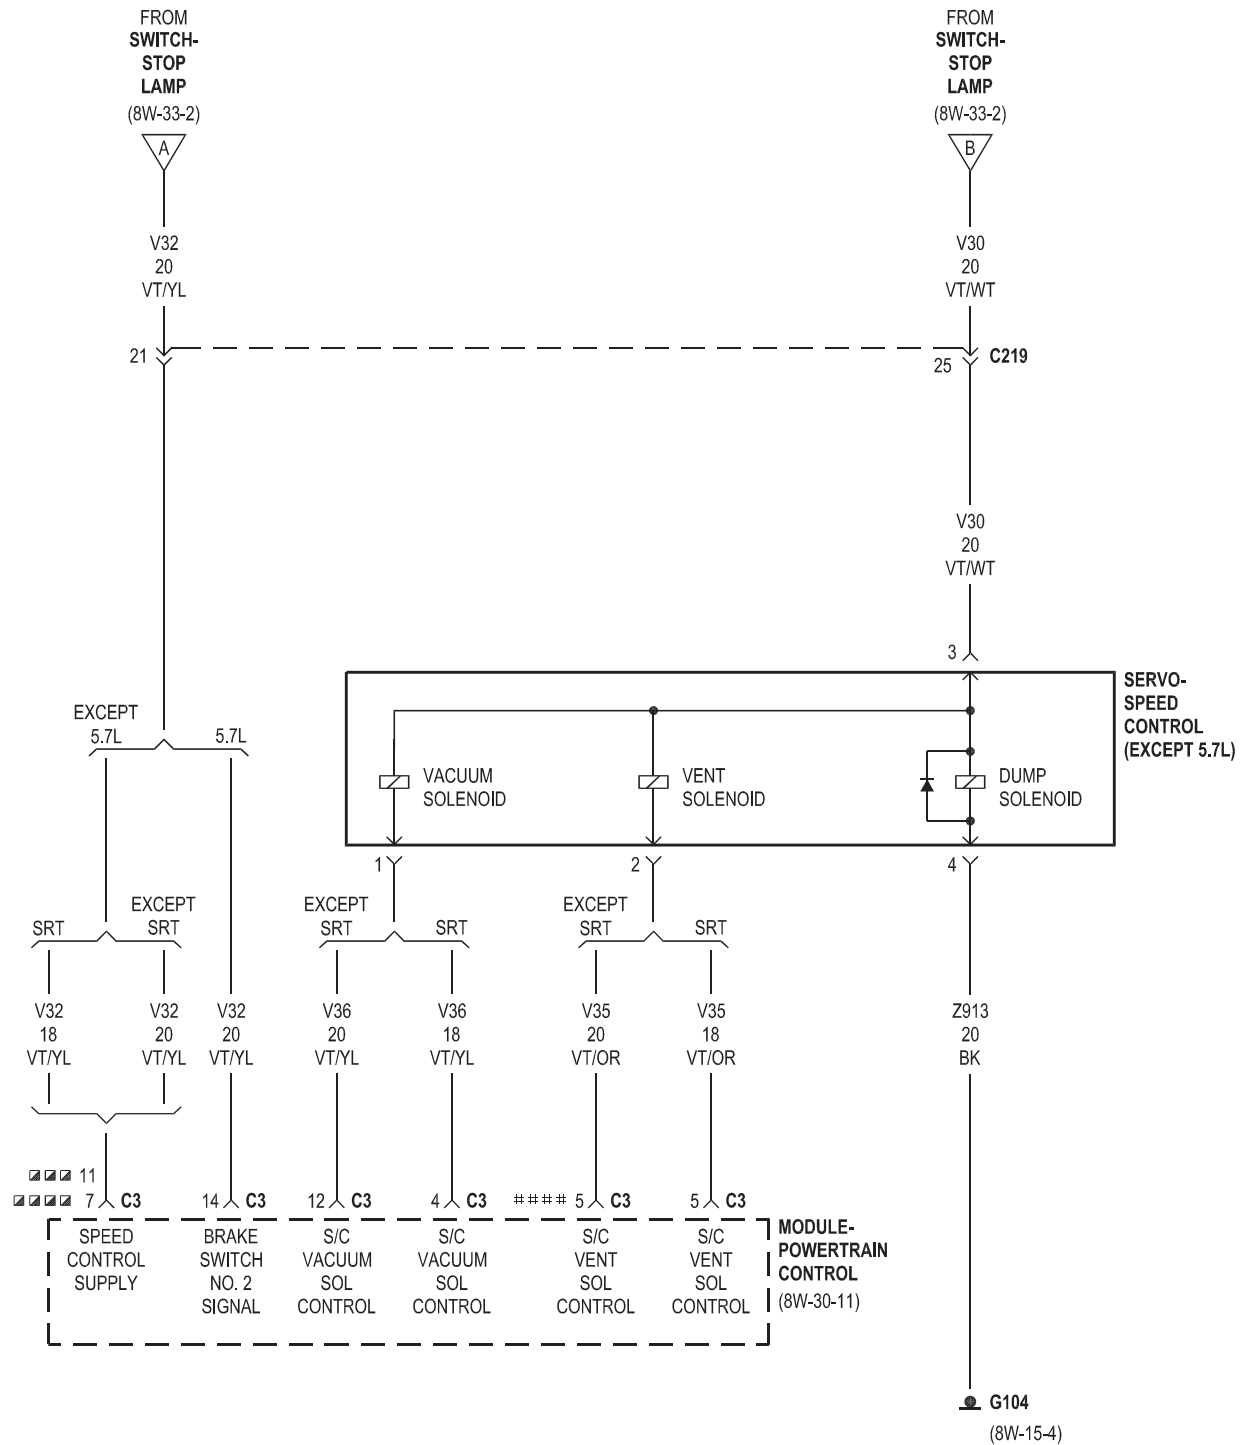 FROM
SWITCH-
STOP
LAMP
(8W-33-2)
A
V32
20
VT/YL
21
FROM
SWITCH-
STOP
LAMP
(8W-33-2)
B
V30
20
VT/WT
25
C219
V30
20
VT/WT
3
SERVO-
SPEED
CONTROL
(EXCEPT 5.7L)
VACUUM
SOLENOID
VENT
SOLENOID
DUMP
SOLENOID
1
2
4
EXCEPT
5.7L
5.7L
SRT
EXCEPT
SRT
EXCEPT
SRT
SRT
EXCEPT
SRT
SRT
V32
18
VT/YL
V32
20
VT/YL
V32
20
VT/YL
V36
20
VT/YL
V36
18
VT/YL
V35
20
VT/OR
V35
18
VT/OR
Z913
20
BK
11
7 C3
14 C3
12 C3
4 C3
#### 5 C3
5 C3
SPEED
CONTROL
SUPPLY
BRAKE
SWITCH
NO. 2
SIGNAL
S/C
VACUUM
SOL
CONTROL
S/C
VACUUM
SOL
CONTROL
S/C
VENT
SOL
CONTROL
S/C
VENT
SOL
CONTROL
MODULE-
POWERTRAIN
CONTROL
(8W-30-11)
G104
(8W-15-4)